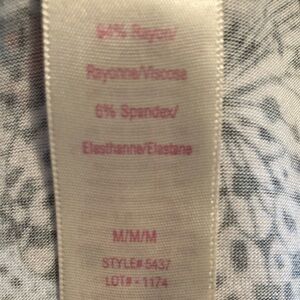 94% Rayon/
Rayonne/Viscose
6% Spandex/
Elasthanne/Elastane
M/M/M
STYLE# 5437
LOT# - 1174